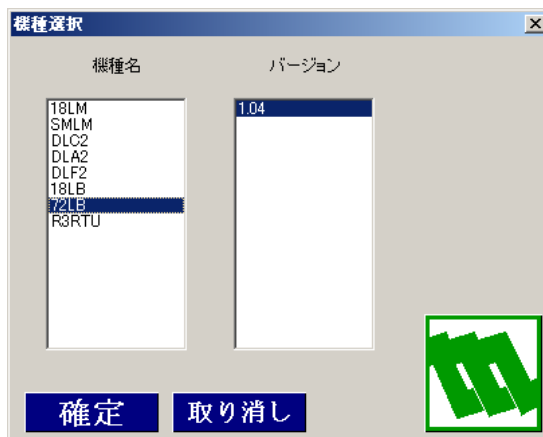 機種選択
機種名
バージョン
18LM
SMLM
DLC2
DLA2
DLF2
18LB
72LB
R3RTU
1.04
確定
取り消し